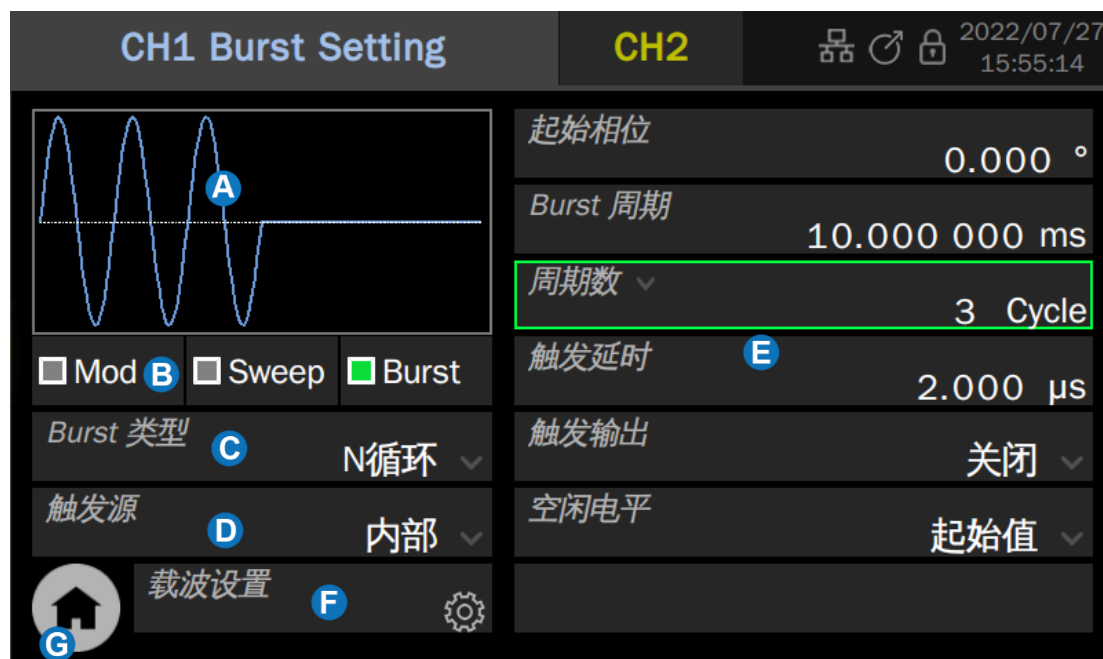 CH1 Burst Setting
CH2
2022/07/27
15:55:14
A
Mod B Sweep Burst
Burst 类型 C
N循环
触发源 D
内部
载波设置 F
G
起始相位
0.000 °
Burst 周期
10.000 000 ms
周期数
3 Cycle
触发延时 E
2.000 µs
触发输出
关闭
空闲电平
起始值